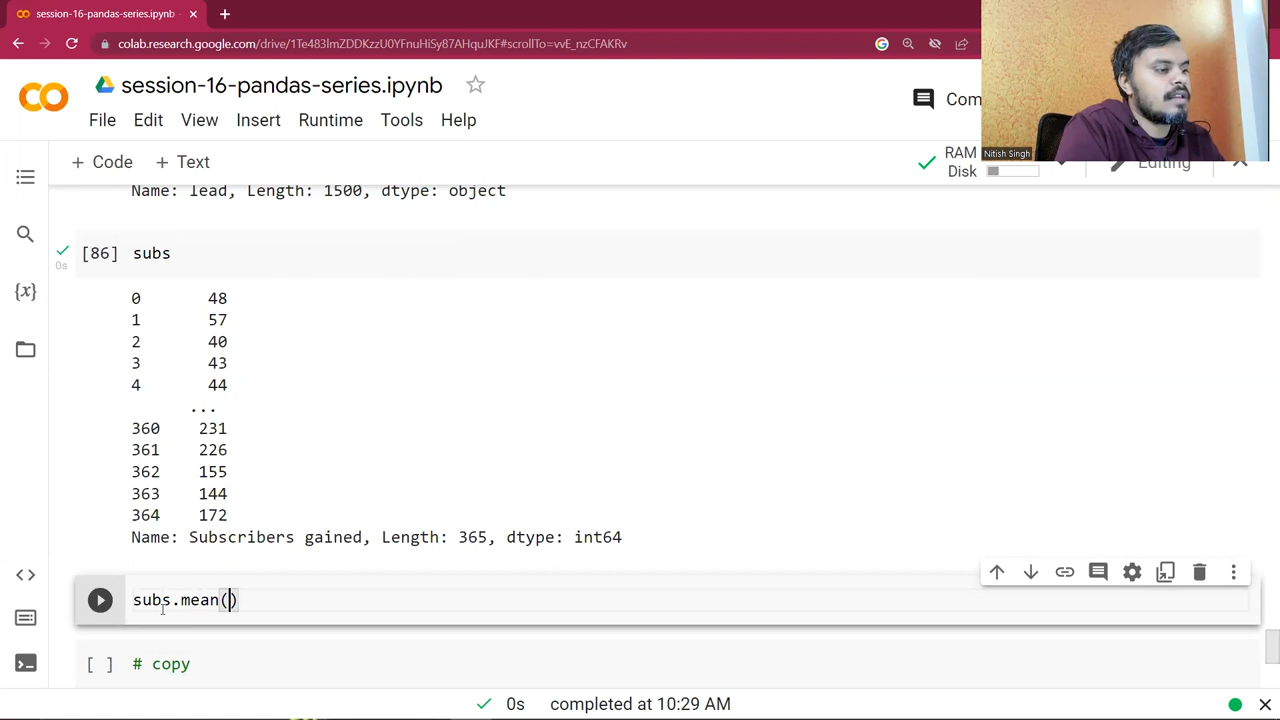 session-16-pandas-series.ipynb
colab.research.google.com/drive/1Te483lmZDDKzzU0YFnuHiSy87AHquJKF#scrollTo=vvE_nzCFAKRv
session-16-pandas-series.ipynb
Com
File Edit View Insert Runtime Tools Help
Nitish Singh
+ Code + Text
RAM
Disk
Editing
Name: lead, Length: 1500, dtype: object
[86] subs
0s
0 48
1 57
2 40
3 43
4 44
...
360 231
361 226
362 155
363 144
364 172
Name: Subscribers gained, Length: 365, dtype: int64
subs.mean()
[ ] # copy
0s completed at 10:29 AM